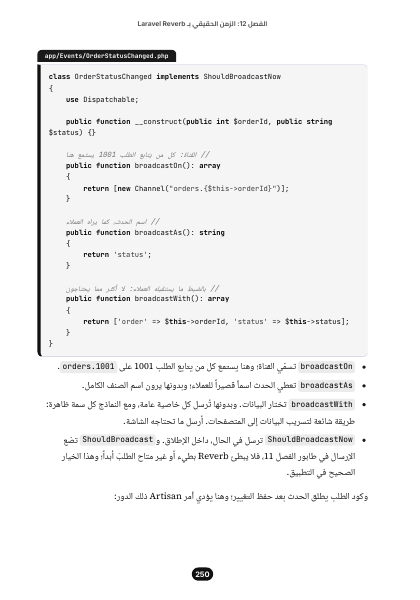 الفصل 12: الزمن الحقيقي بـ Laravel Reverb
app/Events/OrderStatusChanged.php
class OrderStatusChanged implements ShouldBroadcastNow
{
use Dispatchable;
public function __construct(public int $orderId, public string
$status) {}
// القناة: كل من يتابع الطلب 1001 يستمع هنا
public function broadcastOn(): array
{
return [new Channel("orders.{$this->orderId}")];
}
// اسم الحدث، كما يراه العملاء
public function broadcastAs(): string
{
return 'status';
}
// بالضبط ما يستقبله العملاء: لا أكثر مما يحتاجون
public function broadcastWith(): array
{
return ['order' => $this->orderId, 'status' => $this->status];
}
}
• broadcastOn تسمّي القناة؛ وهنا يستمع كل من يتابع الطلب 1001 على orders.1001.
• broadcastAs تعطي الحدث اسماً قصيراً للعملاء؛ وبدونها يرون اسم الصنف الكامل.
• broadcastWith تختار البيانات. وبدونها تُرسل كل خاصية عامة، ومع النماذج كل سمة ظاهرة:
طريقة شائعة لتسريب البيانات إلى المتصفحات. أرسل ما تحتاجه الشاشة.
• ShouldBroadcastNow ترسل في الحال، داخل الإطلاق. و ShouldBroadcast تضع
الإرسال في طابور الفصل 11، فلا يبطئ Reverb بطيء أو غير متاح الطلبَ أبداً؛ وهذا الخيار
الصحيح في التطبيق.
وكود الطلب يطلق الحدث بعد حفظ التغيير؛ وهنا يؤدي أمر Artisan ذلك الدور:
250